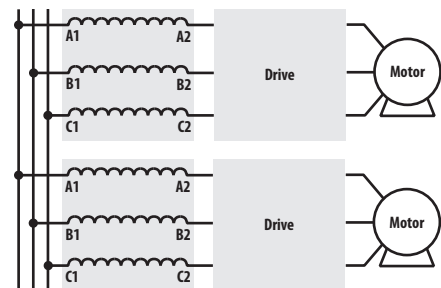 A1 A2
B1 B2
C1 C2
Drive
Motor
A1 A2
B1 B2
C1 C2
Drive
Motor